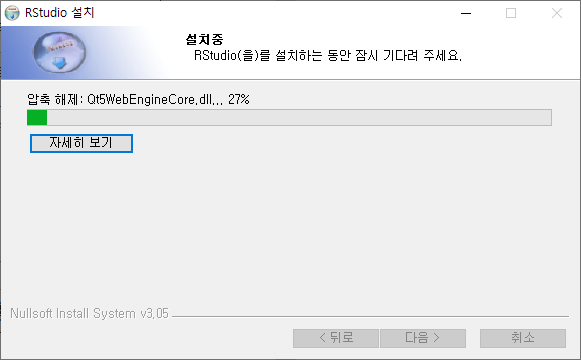 RStudio 설치
설치중
RStudio(을)를 설치하는 동안 잠시 기다려 주세요.
압축 해제: Qt5WebEngineCore.dll... 27%
자세히 보기
Nullsoft Install System v3.05
< 뒤로
다음 >
취소